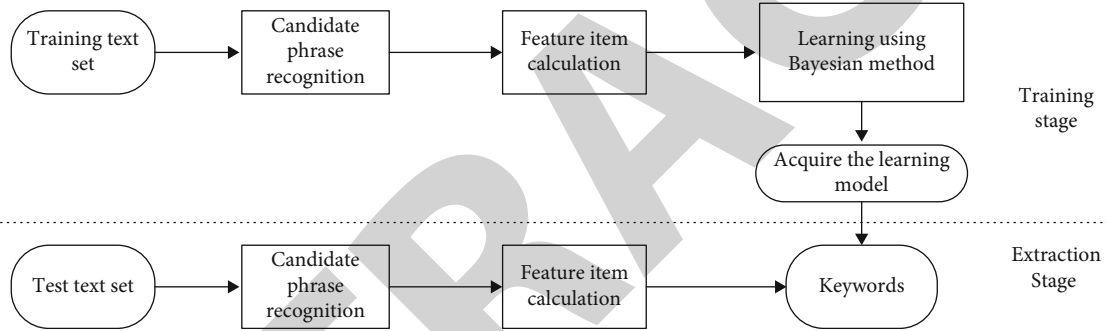 Training text
set
Candidate
phrase
recognition
Feature item
calculation
Learning using
Bayesian method
Training
stage
Acquire the learning
model
Test text set
Candidate
phrase
recognition
Feature item
calculation
Keywords
Extraction
Stage